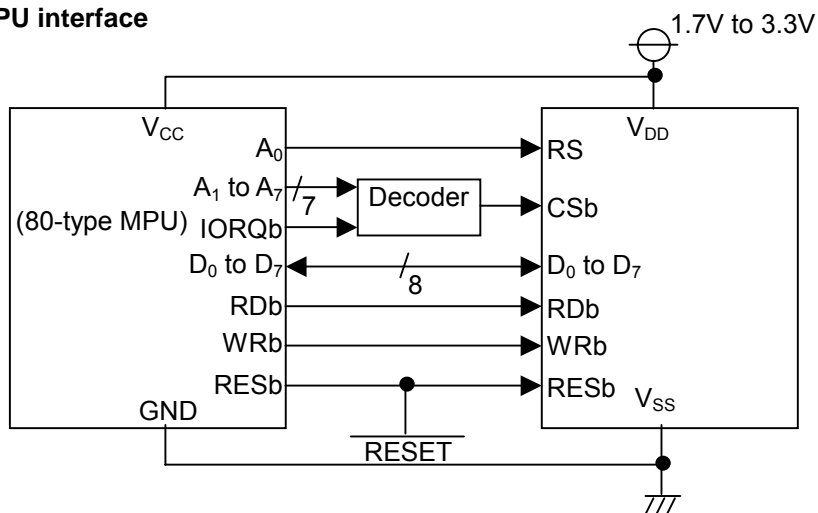 PU interface
1.7V to 3.3V
VCC
VDD
A0
RS
A1 to A7
7
Decoder
CSb
(80-type MPU)
IORQb
D0 to D7
8
D0 to D7
RDb
RDb
WRb
WRb
RESb
RESb
GND
VSS
RESET